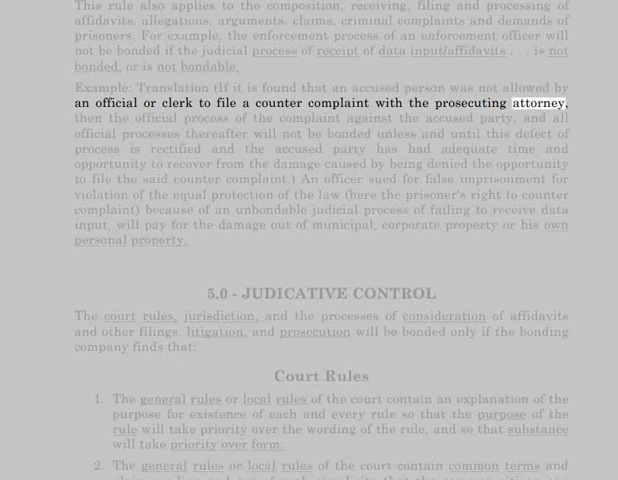 This rule also applies to the composition, receiving, filing and processing of
affidavits, allegations, arguments, claims, criminal complaints and demands of
prisoners. For example, the enforcement process of an enforcement officer will
not be bonded if the judicial process of receipt of data input/affidavits . . . is not
bonded, or is not bondable.
Example: Translation (If it is found that an accused person was not allowed by
an official or clerk to file a counter complaint with the prosecuting attorney,
then the official process of the complaint against the accused party, and all
official processes thereafter will not be bonded unless and until this defect of
process is rectified and the accused party has had adequate time and
opportunity to recover from the damage caused by being denied the opportunity
to file the said counter complaint.) An officer sued for false imprisonment for
violation of the equal protection of the law (here the prisoner's right to counter
complaint) because of an unbondable judicial process of failing to receive data
input, will pay for the damage out of municipal, corporate property or his own
personal property.
5.0 - JUDICATIVE CONTROL
The court rules, jurisdiction, and the processes of consideration of affidavits
and other filings, litigation, and prosecution will be bonded only if the bonding
company finds that:
Court Rules
1. The general rules or local rules of the court contain an explanation of the
purpose for existence of each and every rule so that the purpose of the
rule will take priority over the wording of the rule, and so that substance
will take priority over form.
2. The general rules or local rules of the court contain common terms and